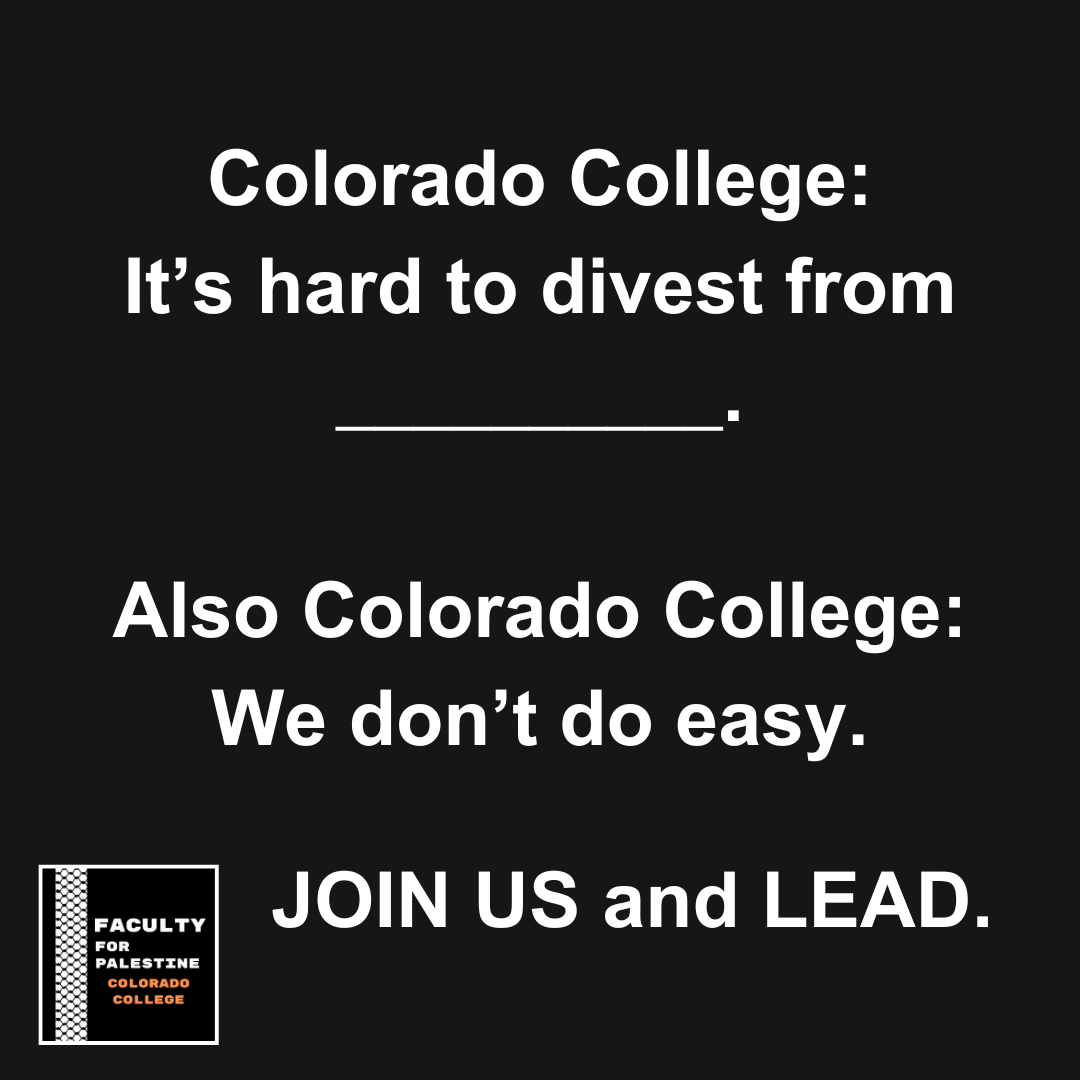 Colorado College:
It’s hard to divest from
__________.
Also Colorado College:
We don’t do easy.
JOIN US and LEAD.
FACULTY
FOR
PALESTINE
COLORADO
COLLEGE